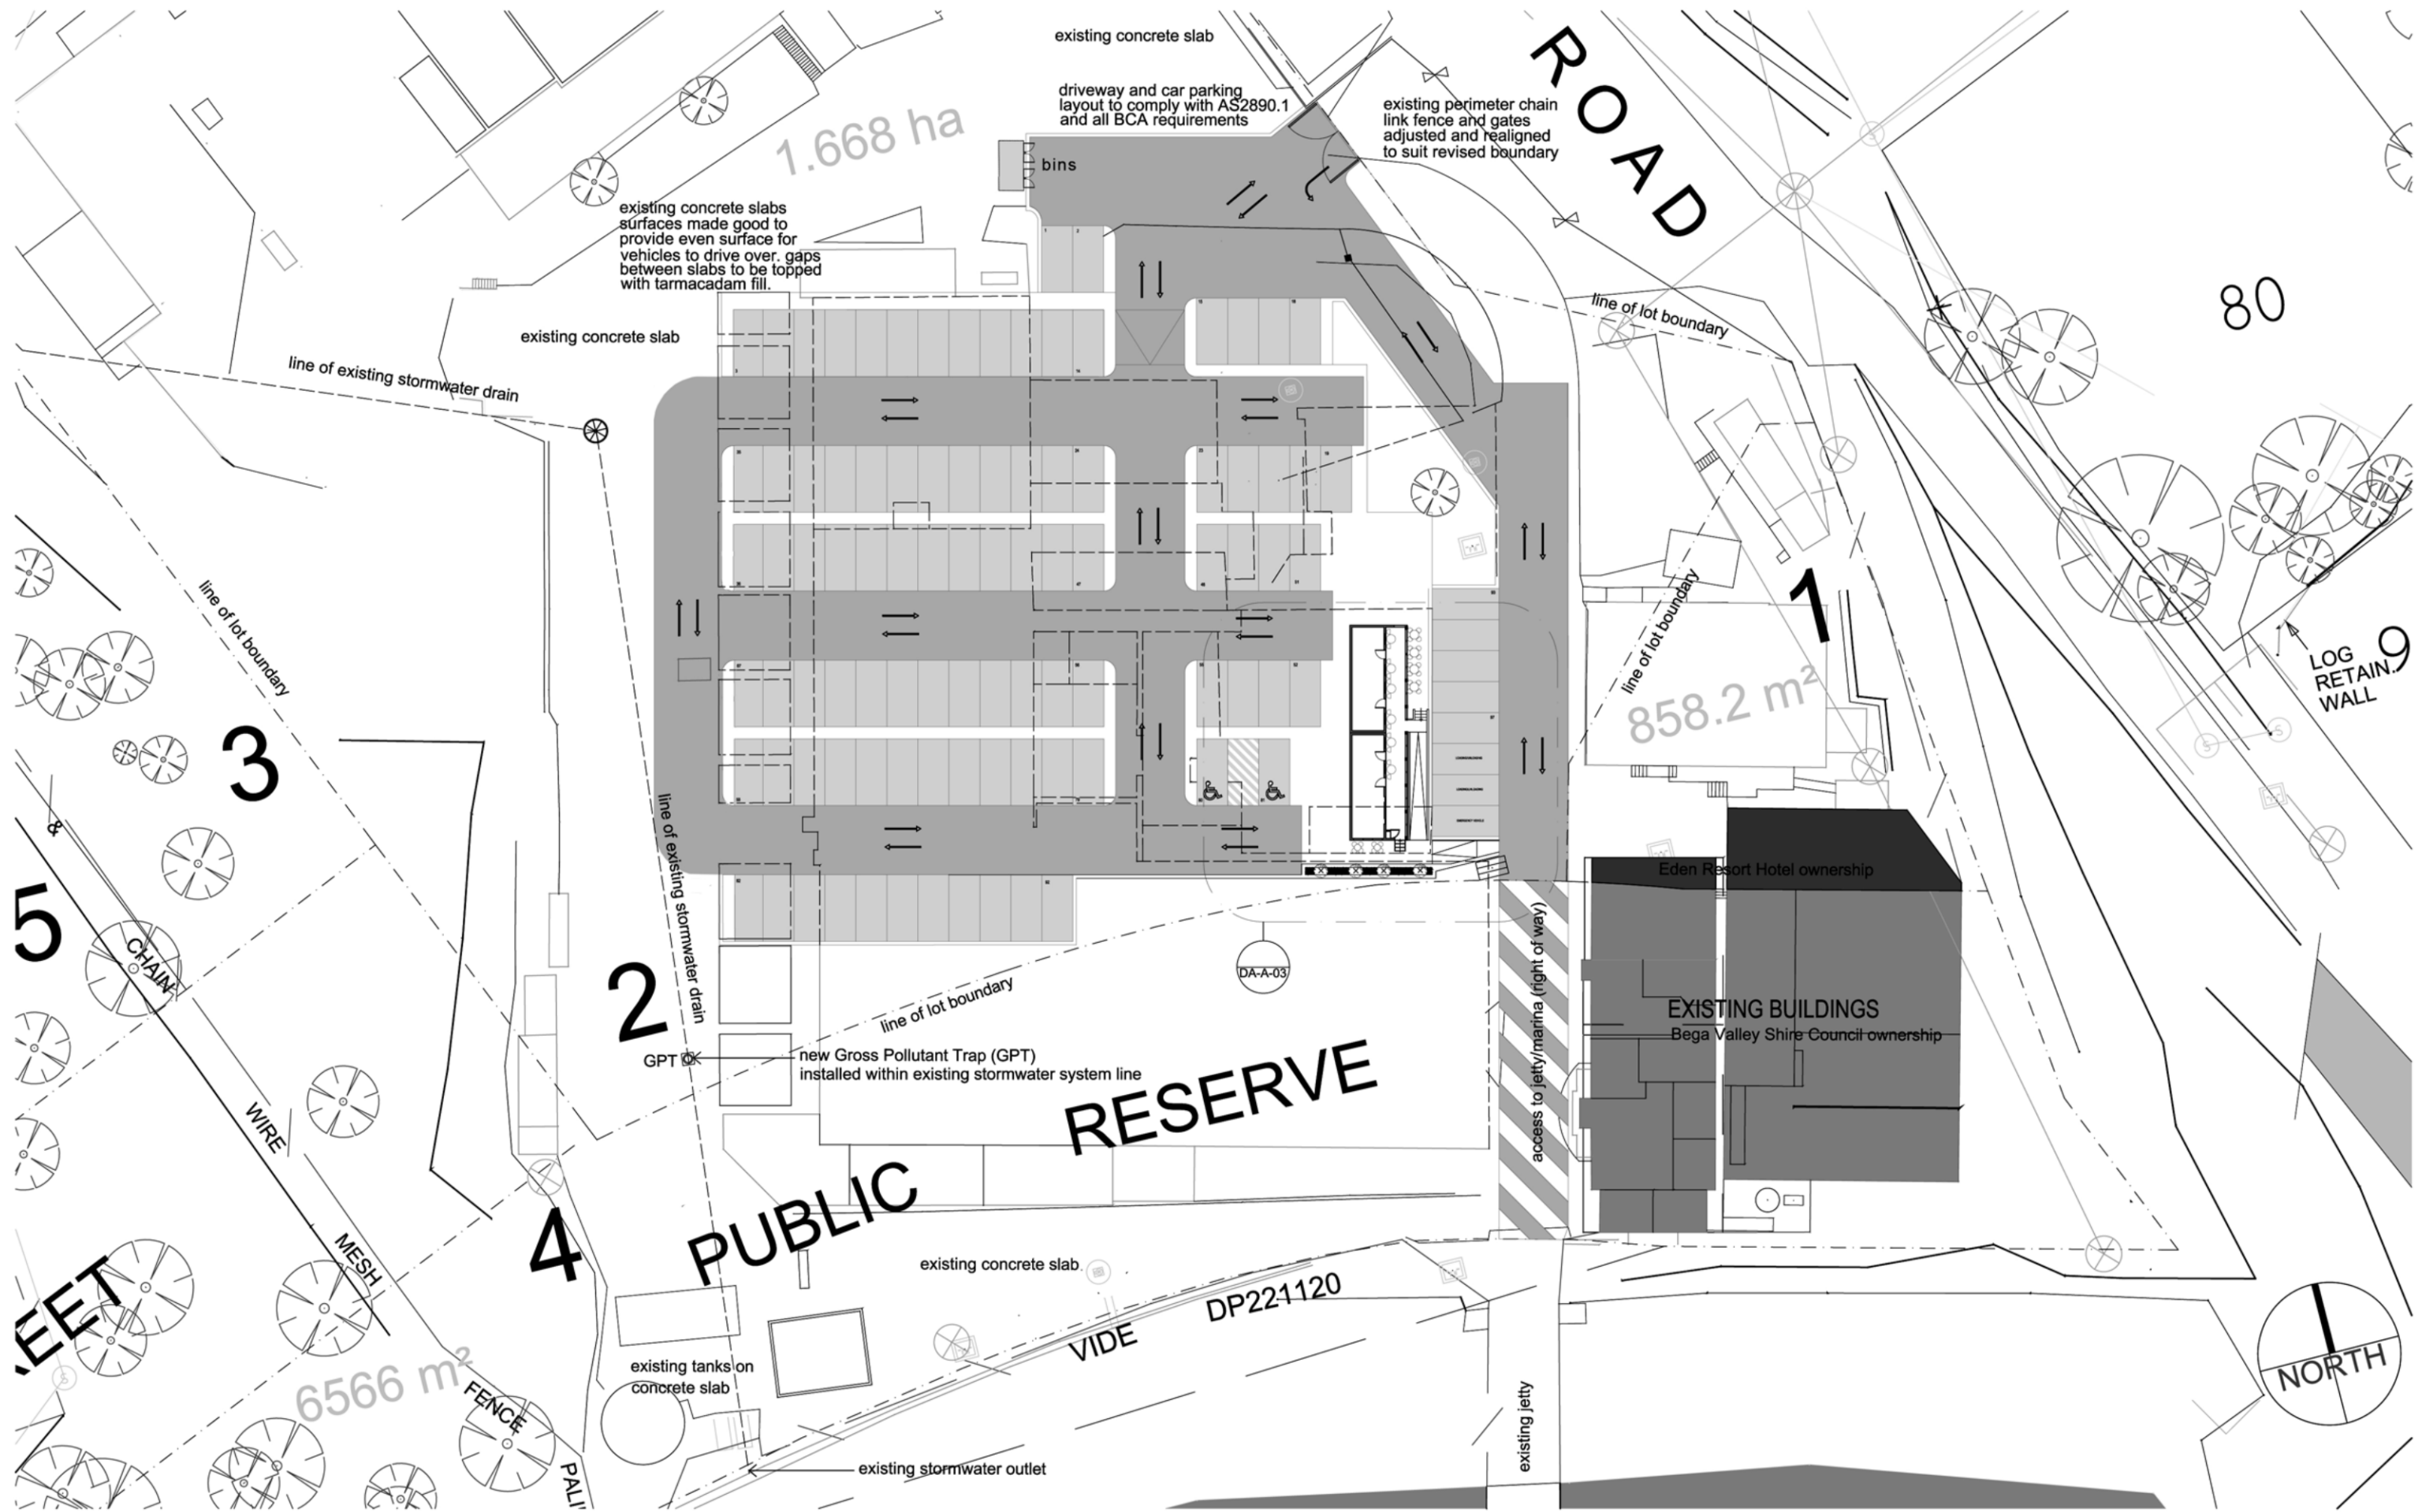 existing concrete slab
driveway and car parking
layout to comply with AS2890.1
and all BCA requirements
existing perimeter chain
link fence and gates
adjusted and realigned
to suit revised boundary
ROAD
1.668 ha
bins
existing concrete slabs
surfaces made good to
provide even surface for
vehicles to drive over. gaps
between slabs to be topped
with tarmacadam fill.
existing concrete slab
line of existing stormwater drain
line of lot boundary
80
line of lot boundary
line of lot boundary
1
858.2 m²
LOG
RETAIN.
WALL
9
3
&
5
CHAIN
WIRE
MESH
FENCE
line of existing stormwater drain
2
line of lot boundary
DA-A-03
access to jetty/marina (right of way)
Eden Resort Hotel ownership
EXISTING BUILDINGS
Bega Valley Shire Council ownership
GPT
new Gross Pollutant Trap (GPT)
installed within existing stormwater system line
PUBLIC RESERVE
4
existing concrete slab
VIDE DP221120
EET
6566 m²
existing tanks on
concrete slab
existing stormwater outlet
existing jetty
NORTH
PALI